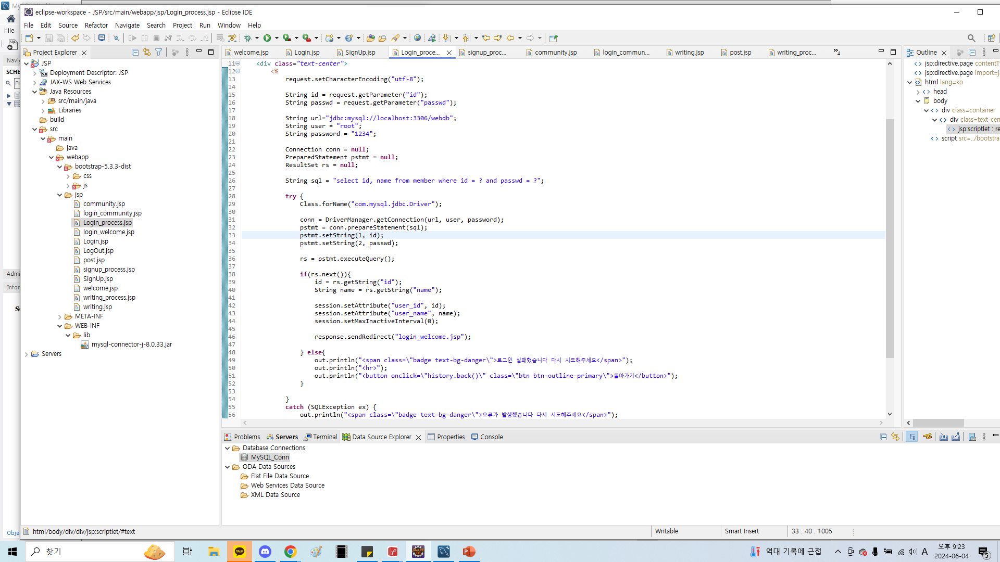 eclipse-workspace - JSP/src/main/webapp/jsp/Login_process.jsp - Eclipse IDE
File Edit Source Refactor Navigate Search Project Run Window Help
File
Project Explorer
welcome.jsp Login.jsp SignUp.jsp Login_proce... signup_proc... community.jsp login_commun... writing.jsp post.jsp writing_proc... 4
Outline
SCHE
JSP
Deployment Descriptor: JSP
JAX-WS Web Services
Java Resources
src/main/java
Libraries
build
src
main
java
webapp
bootstrap-5.3.3-dist
css
js
jsp
community.jsp
login_community.jsp
Login_process.jsp
login_welcome.jsp
Login.jsp
LogOut.jsp
post.jsp
signup_process.jsp
SignUp.jsp
welcome.jsp
writing_process.jsp
writing.jsp
META-INF
WEB-INF
lib
mysql-connector-j-8.0.33.jar
Servers
11 <div class="text-center">
12 <%
13 request.setCharacterEncoding("utf-8");
14
15 String id = request.getParameter("id");
16 String passwd = request.getParameter("passwd");
17
18 String url="jdbc:mysql://localhost:3306/webdb";
19 String user = "root";
20 String password = "1234";
21
22 Connection conn = null;
23 PreparedStatement pstmt = null;
24 ResultSet rs = null;
25
26 String sql = "select id, name from member where id = ? and passwd = ?";
27
28 try {
29 Class.forName("com.mysql.jdbc.Driver");
30
31 conn = DriverManager.getConnection(url, user, password);
32 pstmt = conn.prepareStatement(sql);
33 pstmt.setString(1, id);
34 pstmt.setString(2, passwd);
35
36 rs = pstmt.executeQuery();
37
38 if(rs.next()){
39 id = rs.getString("id");
40 String name = rs.getString("name");
41
42 session.setAttribute("user_id", id);
43 session.setAttribute("user_name", name);
44 session.setMaxInactiveInterval(0);
45
46 response.sendRedirect("login_welcome.jsp");
47
48 } else{
49 out.println("<span class=\"badge text-bg-danger\">로그인 실패했습니다 다시 시도해주세요</span>");
50 out.println("<hr>");
51 out.println("<button onclick=\"history.back()\" class=\"btn btn-outline-primary\">돌아가기</button>");
52 }
53
54 }
55 catch (SQLException ex) {
56 out.println("<span class=\"badge text-bg-danger\">오류가 발생했습니다 다시 시도해주세요</span>");
jsp:directive.page contentT
jsp:directive.page import=j
html lang=ko
head
body
div class=container
div class=text-cen
jsp:scriptlet : re
script src=../bootstra
Problems Servers Terminal Data Source Explorer Properties Console
Database Connections
MySQL_Conn
ODA Data Sources
Flat File Data Source
Web Services Data Source
XML Data Source
Navig
Admi
Infor
Objec
html/body/div/div/jsp:scriptlet/#text
Writable Smart Insert 33 : 40 : 1005
찾기
TALK
역대 기록에 근접
A
오후 9:23
2024-06-04
5